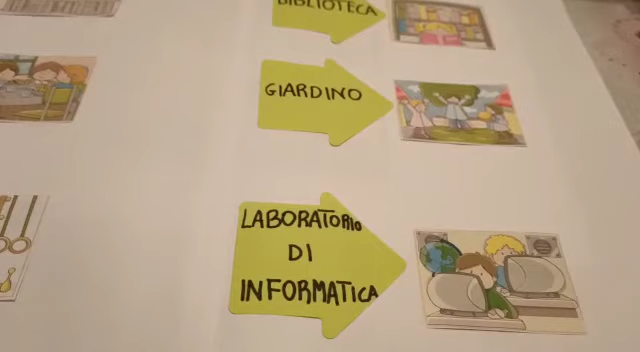 BIBLIOTECA
GIARDINO
LABORATORIO
DI
INFORMATICA